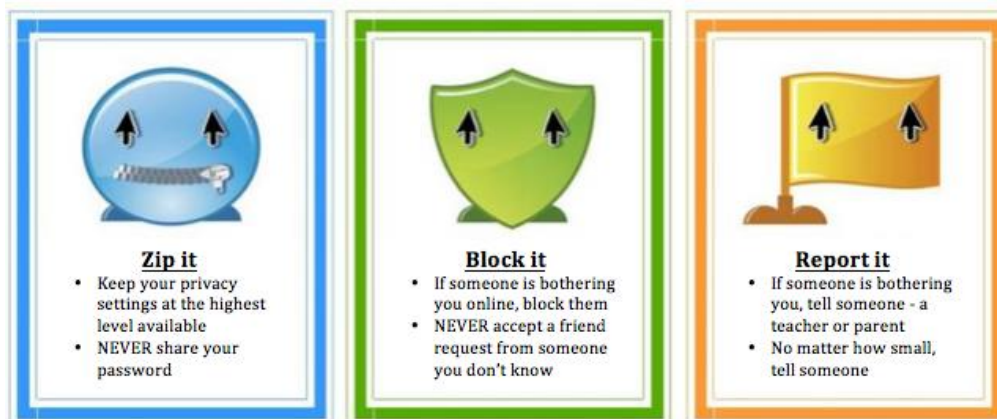 Zip it
• Keep your privacy
settings at the highest
level available
• NEVER share your
password
Block it
• If someone is bothering
you online, block them
• NEVER accept a friend
request from someone
you don't know
Report it
• If someone is bothering
you, tell someone - a
teacher or parent
• No matter how small,
tell someone